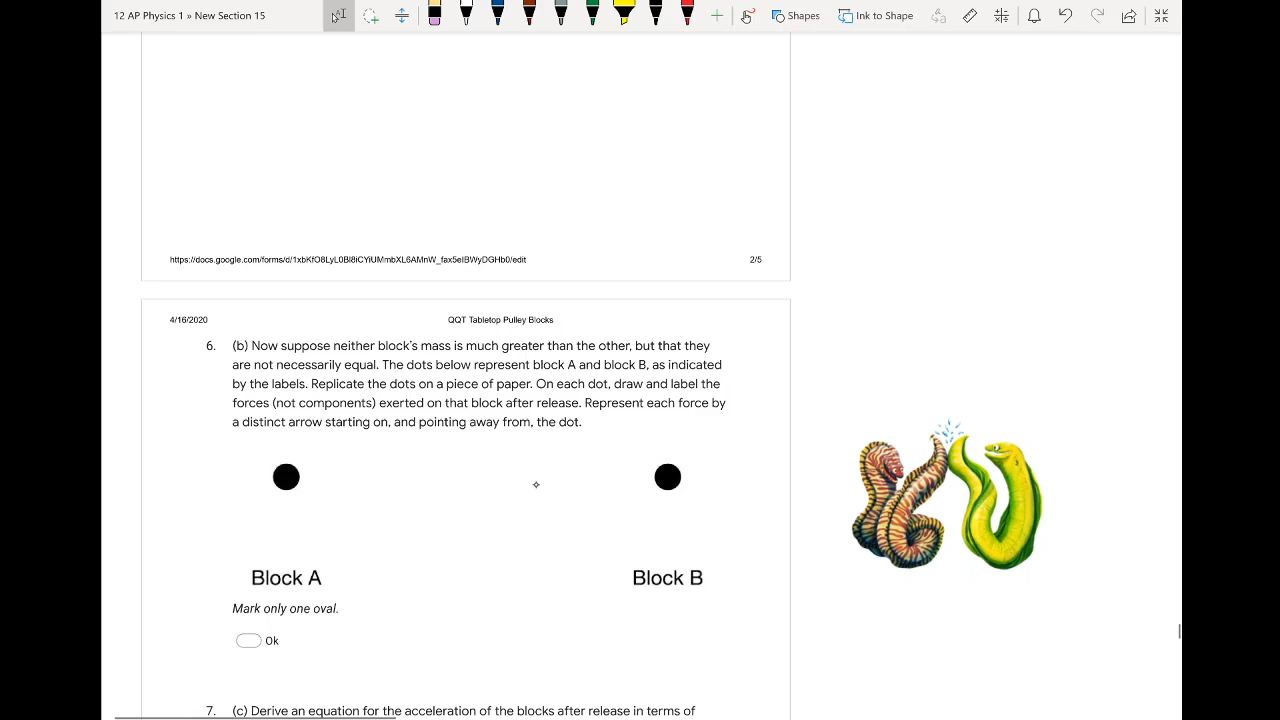 12 AP Physics 1 » New Section 15
Shapes
Ink to Shape
https://docs.google.com/forms/d/1xbKfO8LyL0Bl8iCYiUMmbXL6AMnW_fax5eIBWyDGHb0/edit
2/5
4/16/2020
QQT Tabletop Pulley Blocks
6. (b) Now suppose neither block's mass is much greater than the other, but that they
are not necessarily equal. The dots below represent block A and block B, as indicated
by the labels. Replicate the dots on a piece of paper. On each dot, draw and label the
forces (not components) exerted on that block after release. Represent each force by
a distinct arrow starting on, and pointing away from, the dot.
Block A
Block B
Mark only one oval.
Ok
7. (c) Derive an equation for the acceleration of the blocks after release in terms of